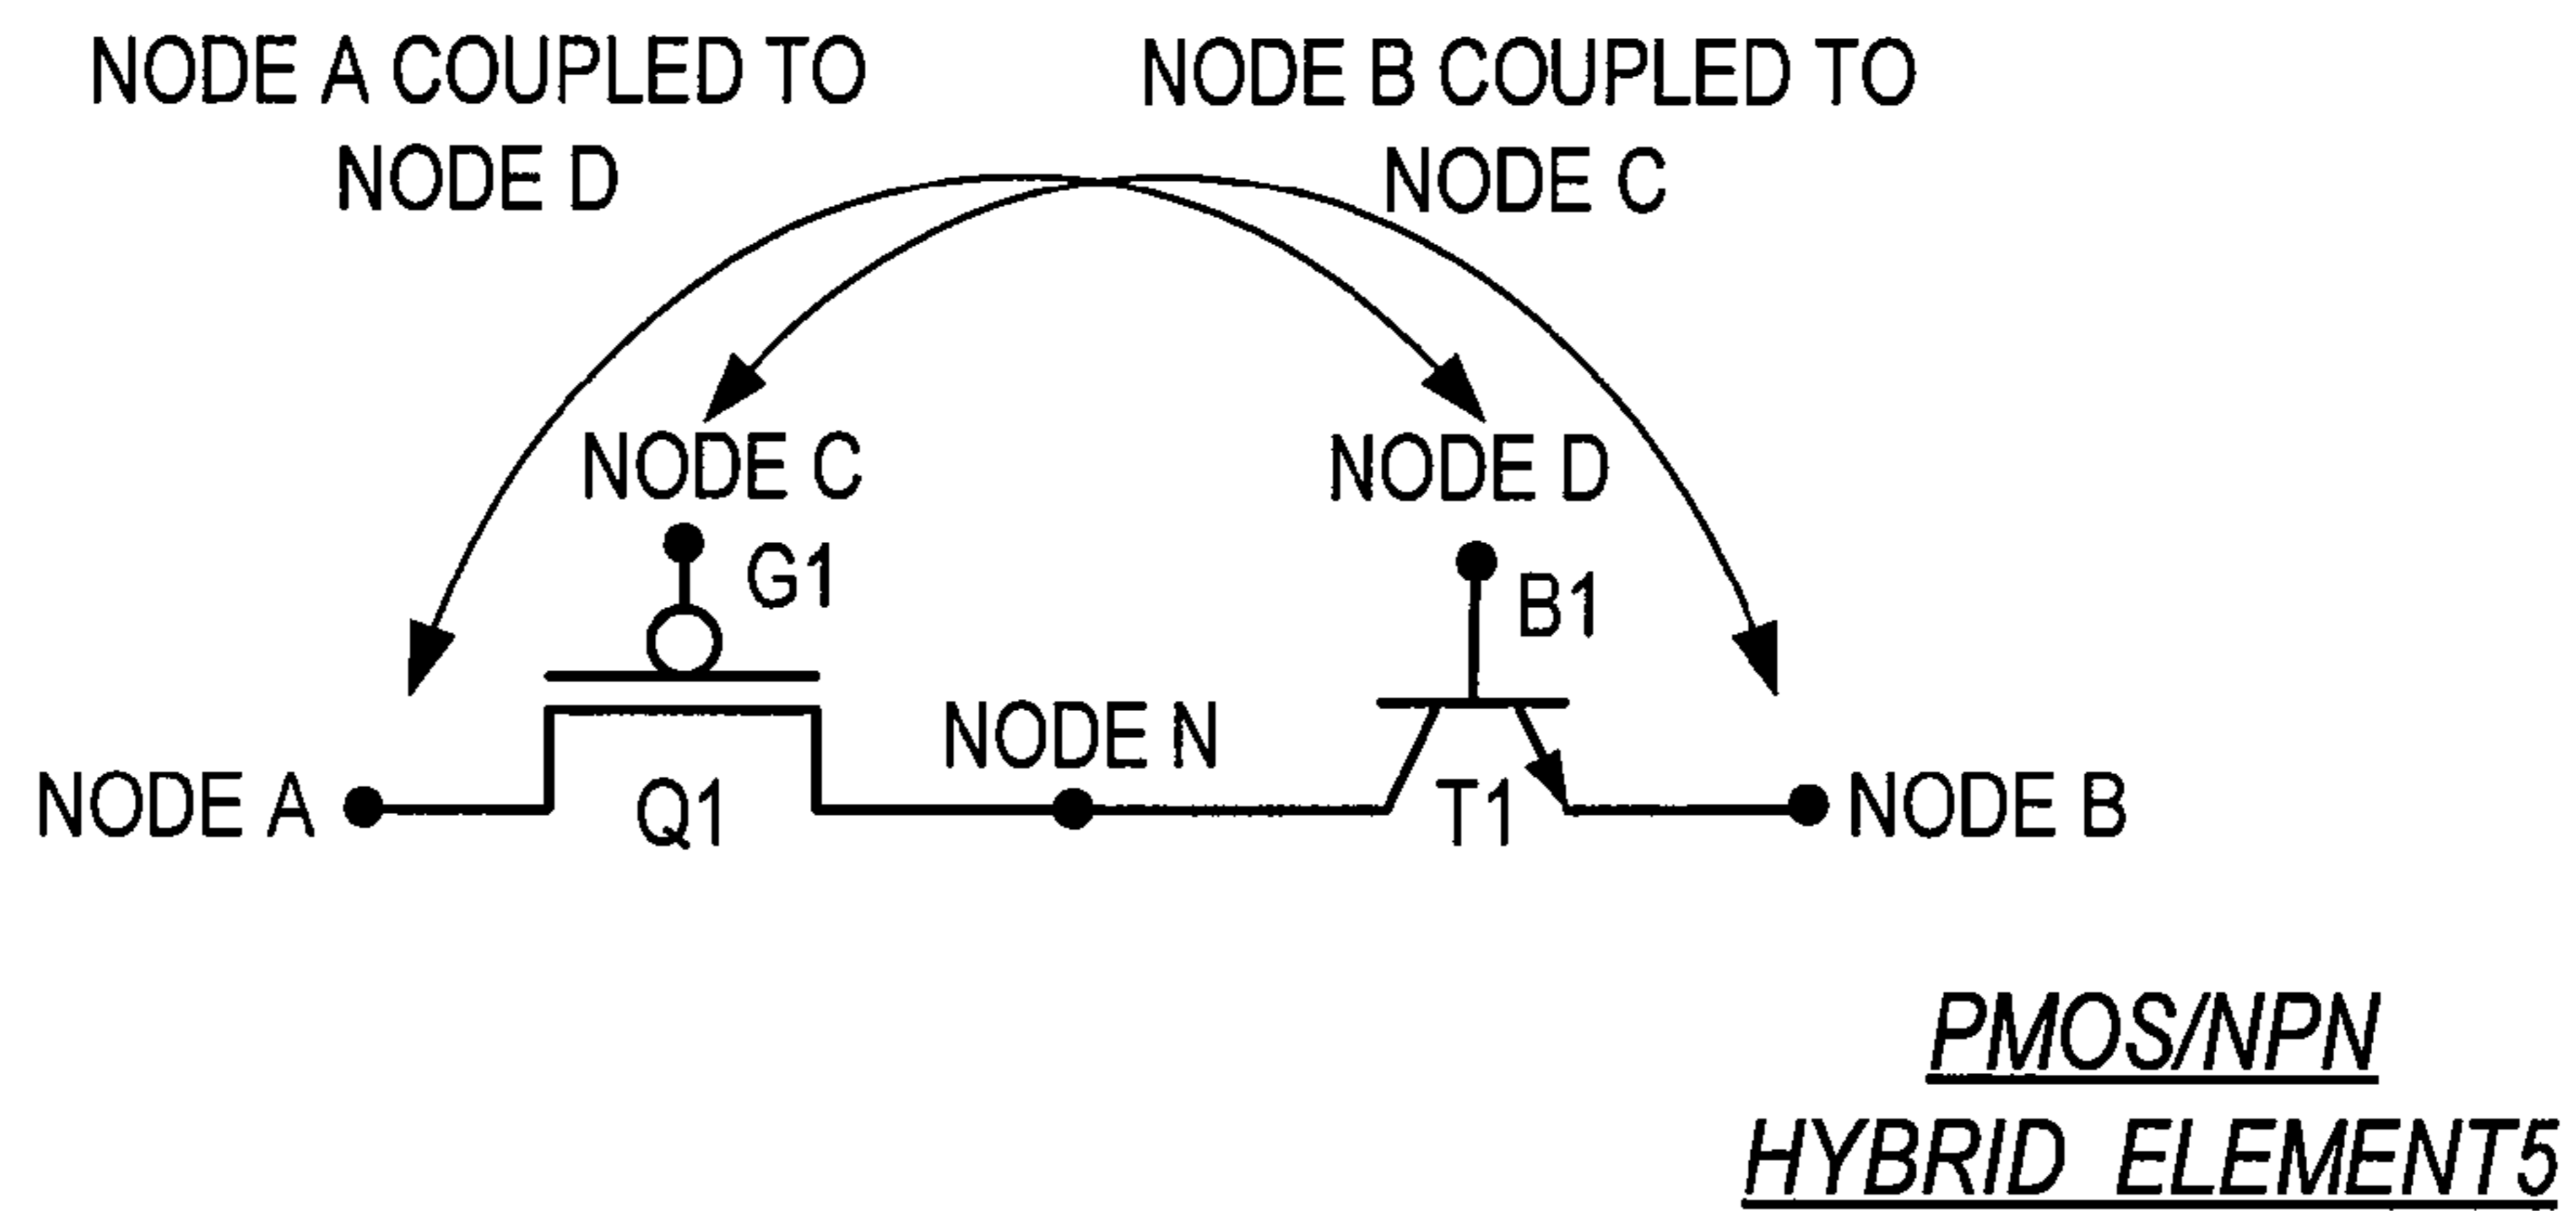 NODE A COUPLED TO
NODE D
NODE B COUPLED TO
NODE C
NODE C
NODE D
G1
B1
NODE N
NODE A
Q1
T1
NODE B
PMOS/NPN
HYBRID ELEMENT5